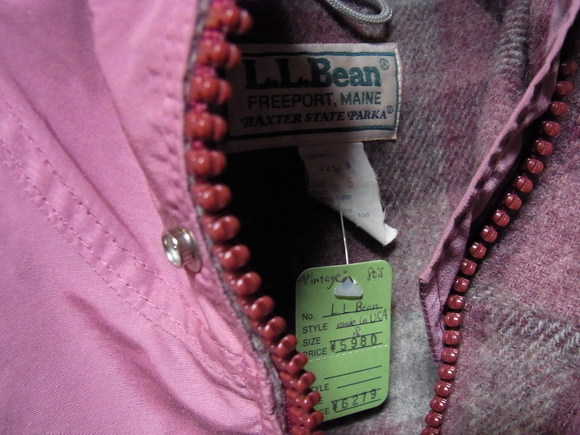 L.L.Bean®
FREEPORT, MAINE
BAXTER STATE PARKA®
Vintage 80's
No. L.L.Bean
STYLE made in USA
SIZE S
PRICE ¥5980
¥6279